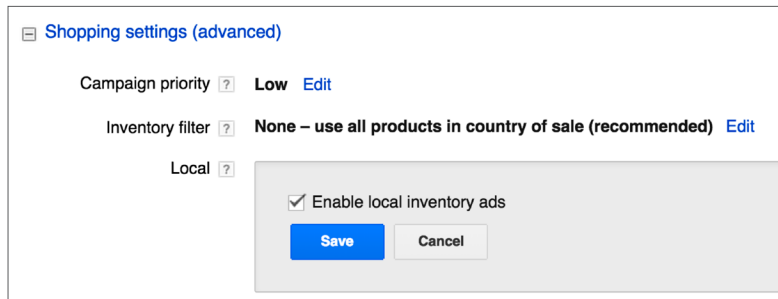 Shopping settings (advanced)
Campaign priority ? Low Edit
Inventory filter ? None – use all products in country of sale (recommended) Edit
Local ?
Enable local inventory ads
Save Cancel